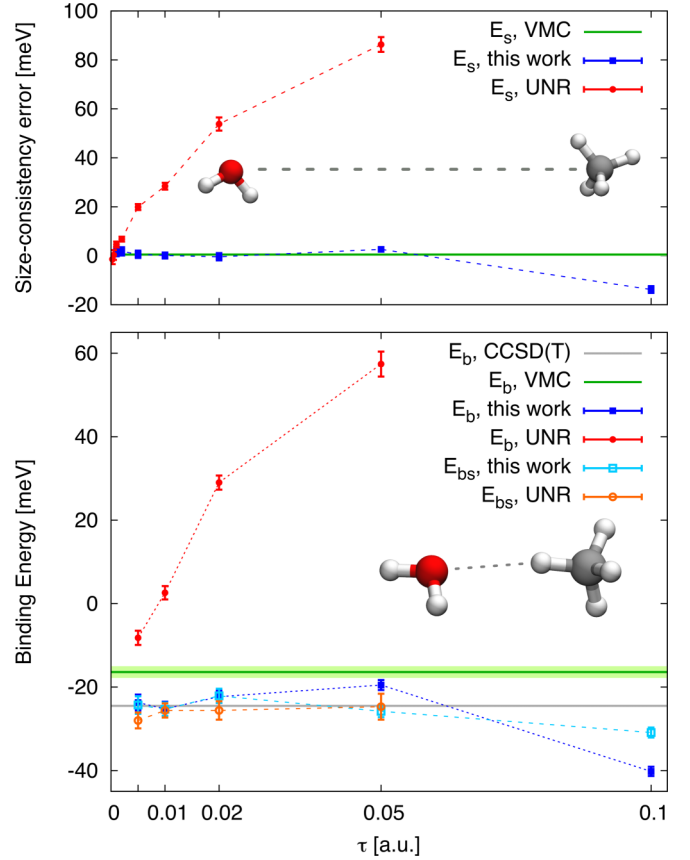 Size-consistency error [meV]
100
80
60
40
20
0
-20
E_s, VMC
E_s, this work
E_s, UNR
Binding Energy [meV]
60
40
20
0
-20
-40
E_b, CCSD(T)
E_b, VMC
E_b, this work
E_b, UNR
E_bs, this work
E_bs, UNR
0 0.01 0.02 0.05 0.1
τ [a.u.]